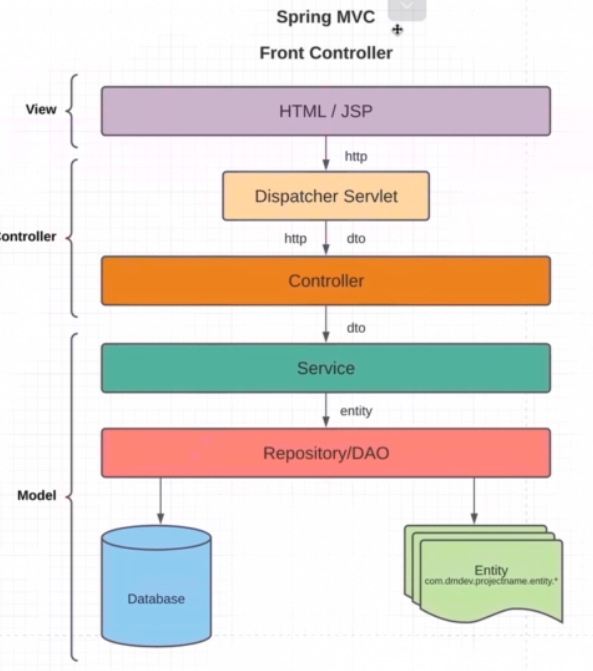 Spring MVC
Front Controller
View
HTML / JSP
http
Dispatcher Servlet
ontroller
http
dto
Controller
dto
Service
entity
Repository/DAO
Model
Database
Entity
com.dmdev.projectname.entity.*